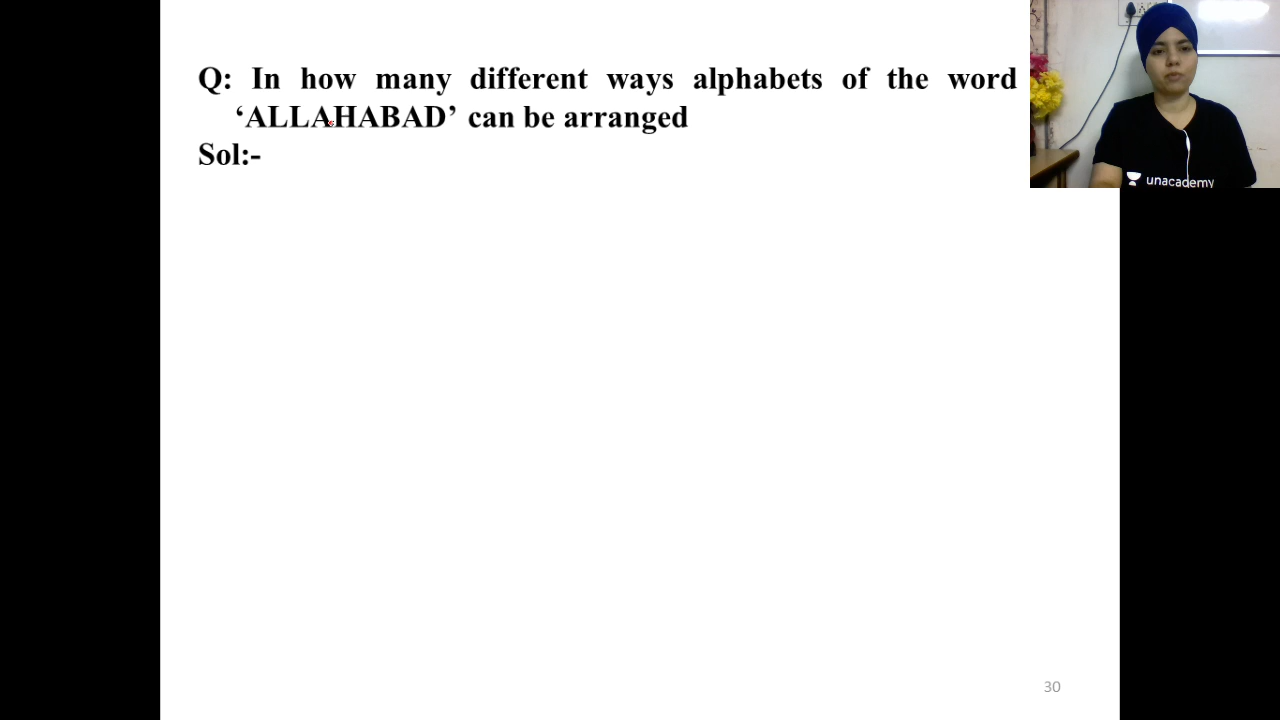 Q: In how many different ways alphabets of the word
‘ALLAHABAD’ can be arranged
Sol:-
unacademy
30